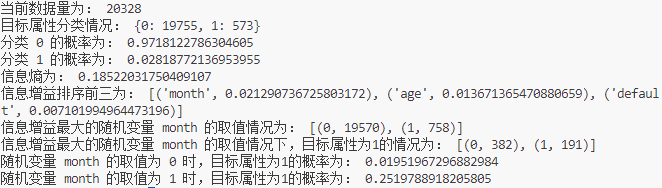 当前数据量为： 20328
目标属性分类情况： {0: 19755, 1: 573}
分类 0 的概率为： 0.9718122786304605
分类 1 的概率为： 0.02818772136953955
信息熵为： 0.18522031750409107
信息增益排序前三为： [('month', 0.021290736725803172), ('age', 0.013671365470880659), ('defaul
t', 0.007101994964473196)]
信息增益最大的随机变量 month 的取值情况为： [(0, 19570), (1, 758)]
信息增益最大的随机变量 month 的取值情况下，目标属性为1的情况为： [(0, 382), (1, 191)]
随机变量 month 的取值为 0 时，目标属性为1的概率为： 0.01951967296882984
随机变量 month 的取值为 1 时，目标属性为1的概率为： 0.2519788918205805